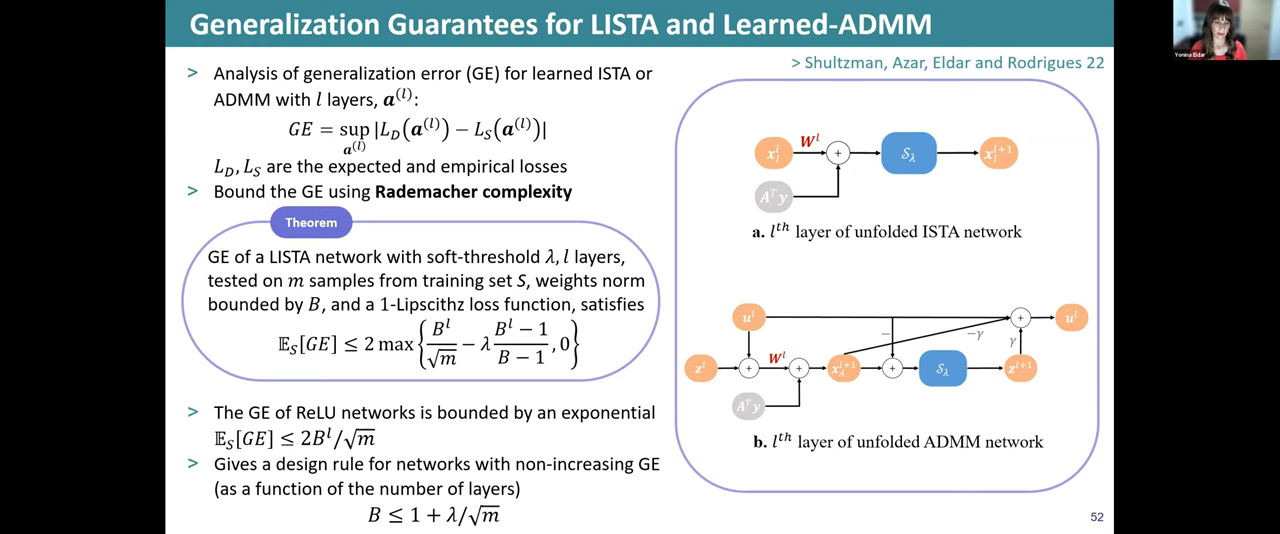 Generalization Guarantees for LISTA and Learned-ADMM
Yonina Eldar
> Shultzman, Azar, Eldar and Rodrigues 22
> Analysis of generalization error (GE) for learned ISTA or
ADMM with l layers, a^(l):
GE = sup_{a^(l)} |L_D(a^(l)) − L_S(a^(l))|
L_D, L_S are the expected and empirical losses
> Bound the GE using Rademacher complexity
Theorem
GE of a LISTA network with soft-threshold λ, l layers,
tested on m samples from training set S, weights norm
bounded by B, and a 1-Lipscithz loss function, satisfies
𝔼_S[GE] ≤ 2 max { B^l/√m − λ (B^l − 1)/(B − 1), 0 }
> The GE of ReLU networks is bounded by an exponential
𝔼_S[GE] ≤ 2B^l/√m
> Gives a design rule for networks with non-increasing GE
(as a function of the number of layers)
B ≤ 1 + λ/√m
x_I^l W^l + S_λ x_I^{l+1}
A^T y
a. l^th layer of unfolded ISTA network
u^l + u^l
− −γ γ
z^l + W^l + x_A^{l+1} + S_λ z^{l+1}
A^T y
b. l^th layer of unfolded ADMM network
52